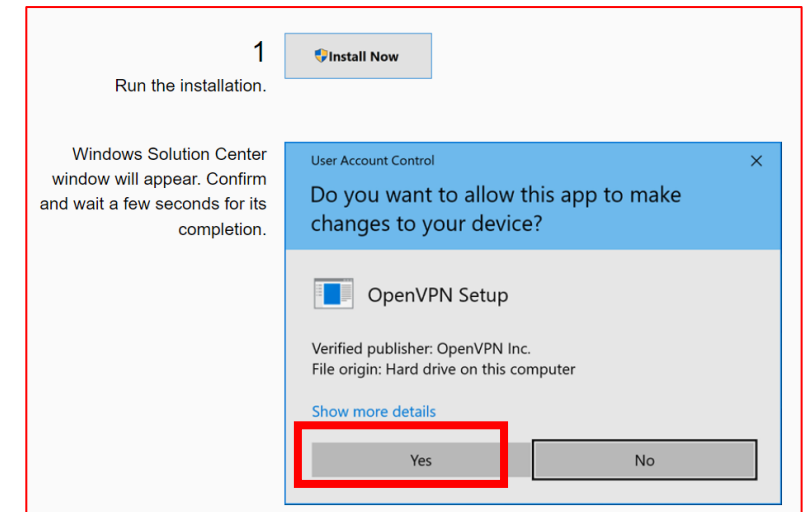 1
Install Now
Run the installation.
Windows Solution Center
window will appear. Confirm
and wait a few seconds for its
completion.
User Account Control
Do you want to allow this app to make
changes to your device?
OpenVPN Setup
Verified publisher: OpenVPN Inc.
File origin: Hard drive on this computer
Show more details
Yes
No